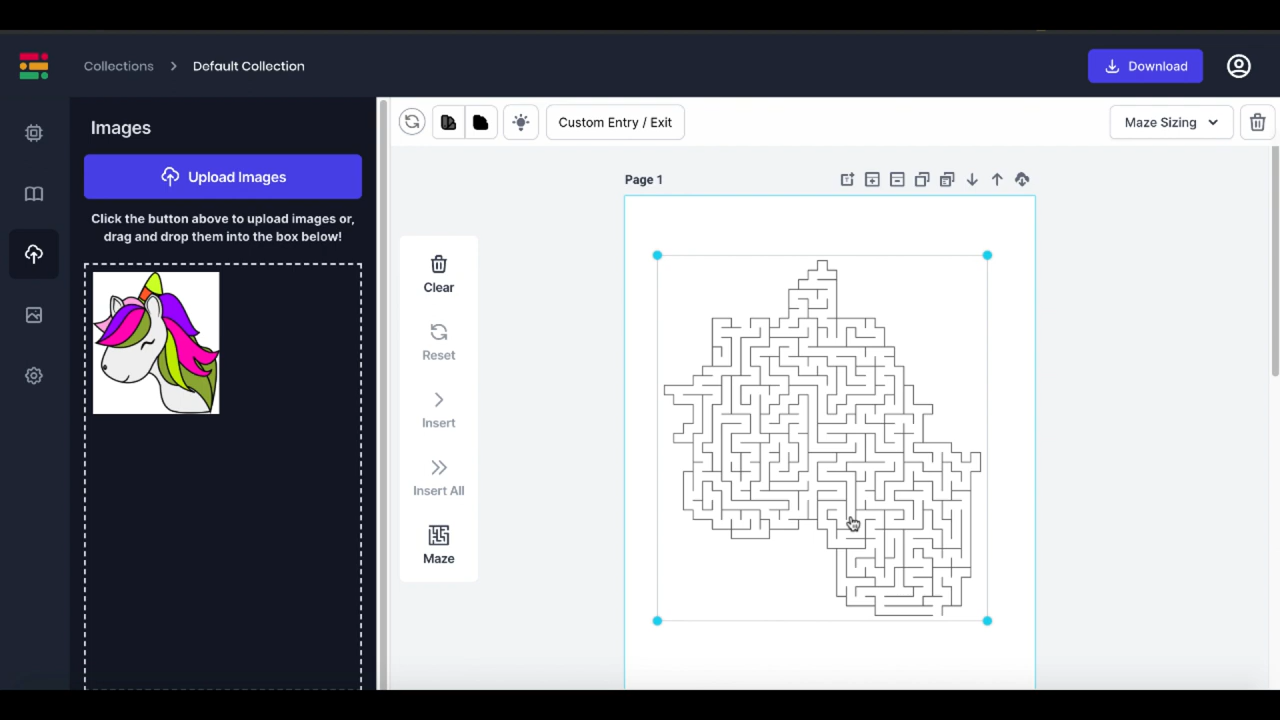 Collections > Default Collection
Download
Images
Upload Images
Click the button above to upload images or,
drag and drop them into the box below!
Custom Entry / Exit
Maze Sizing
Page 1
Clear
Reset
Insert
Insert All
Maze